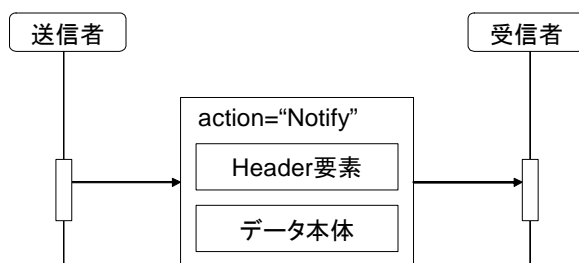 送信者
受信者
action=“Notify”
Header要素
データ本体